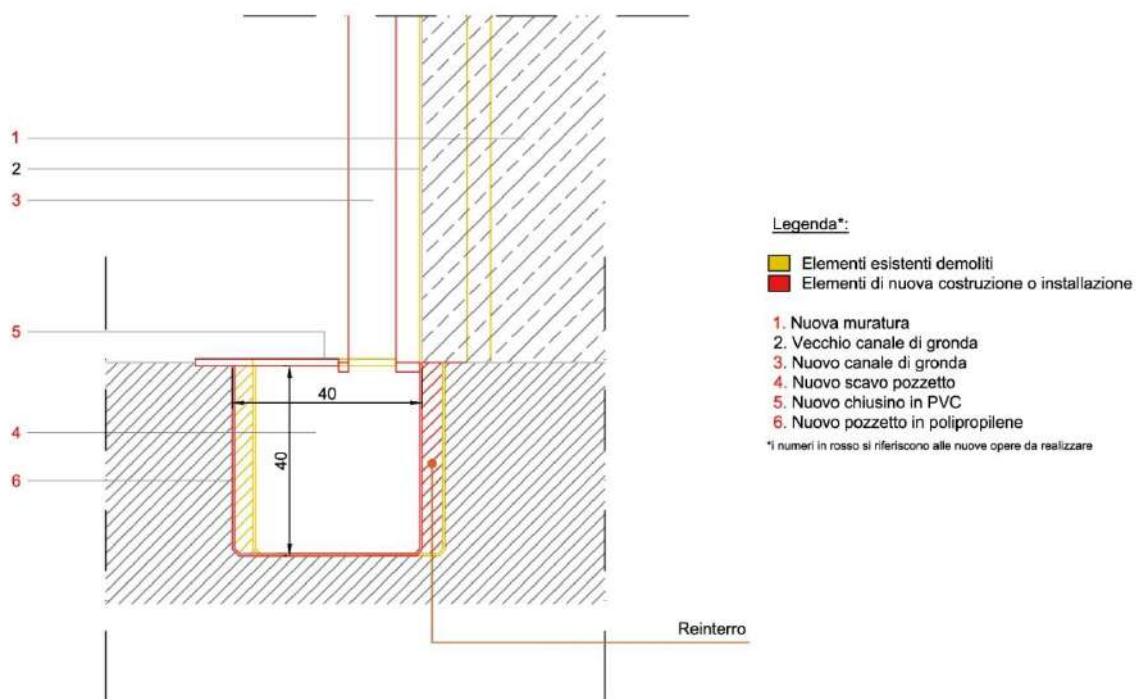 1
2
3
5
4
6
40
40
Legenda*:
Elementi esistenti demoliti
Elementi di nuova costruzione o installazione
1. Nuova muratura
2. Vecchio canale di gronda
3. Nuovo canale di gronda
4. Nuovo scavo pozzetto
5. Nuovo chiusino in PVC
6. Nuovo pozzetto in polipropilene
*i numeri in rosso si riferiscono alle nuove opere da realizzare
Reinterro